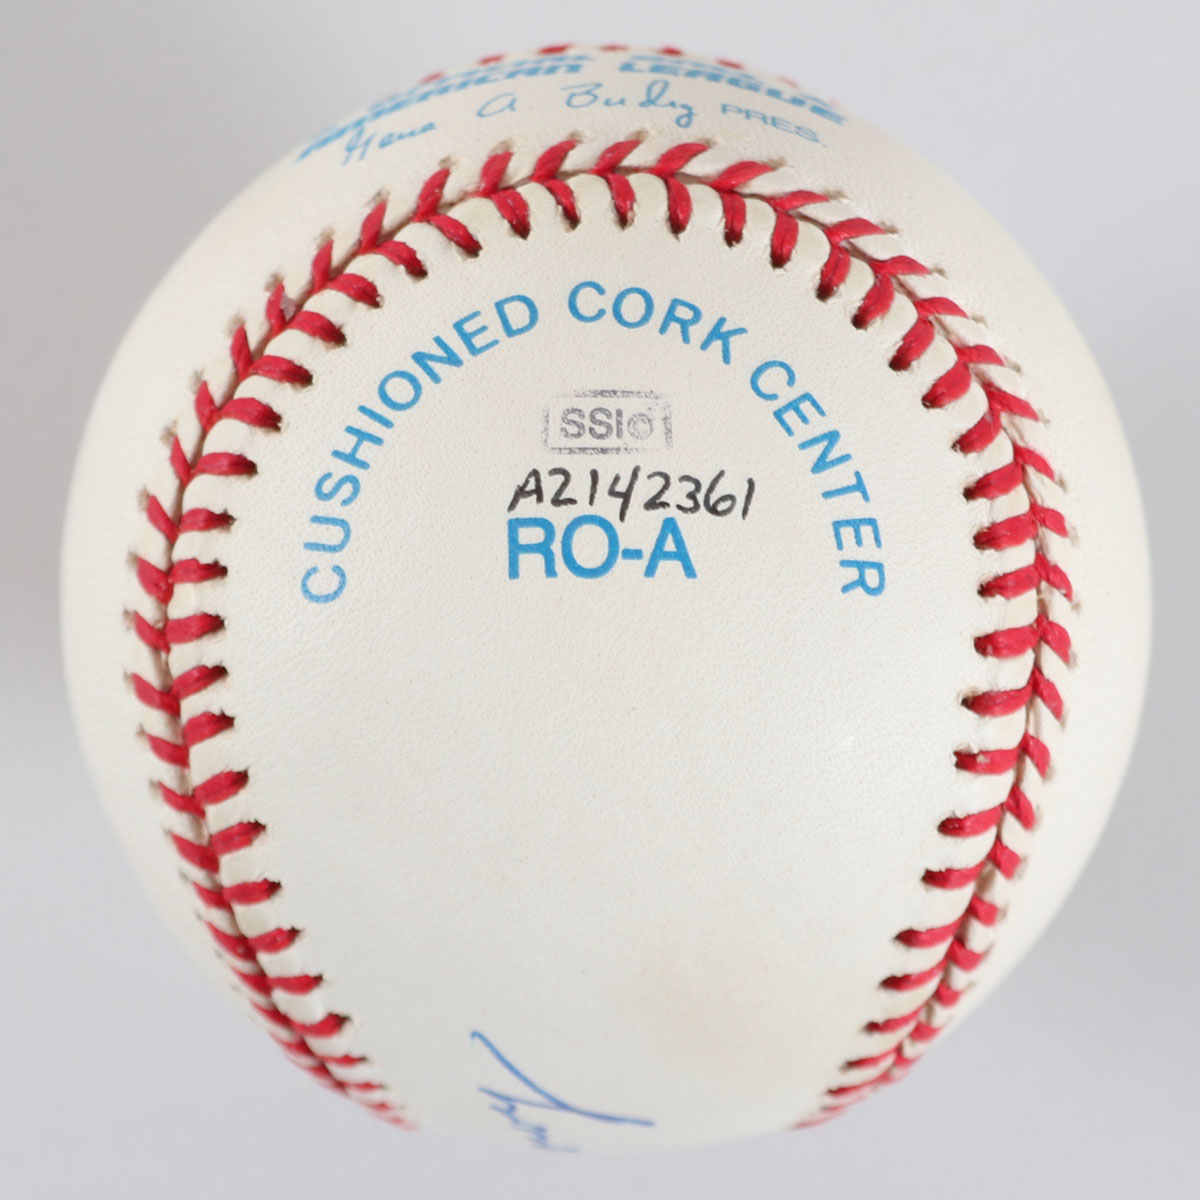 AMERICAN LEAGUE
Gene A Budig PRES.
CUSHIONED CORK CENTER
SSI©
A2142361
RO-A